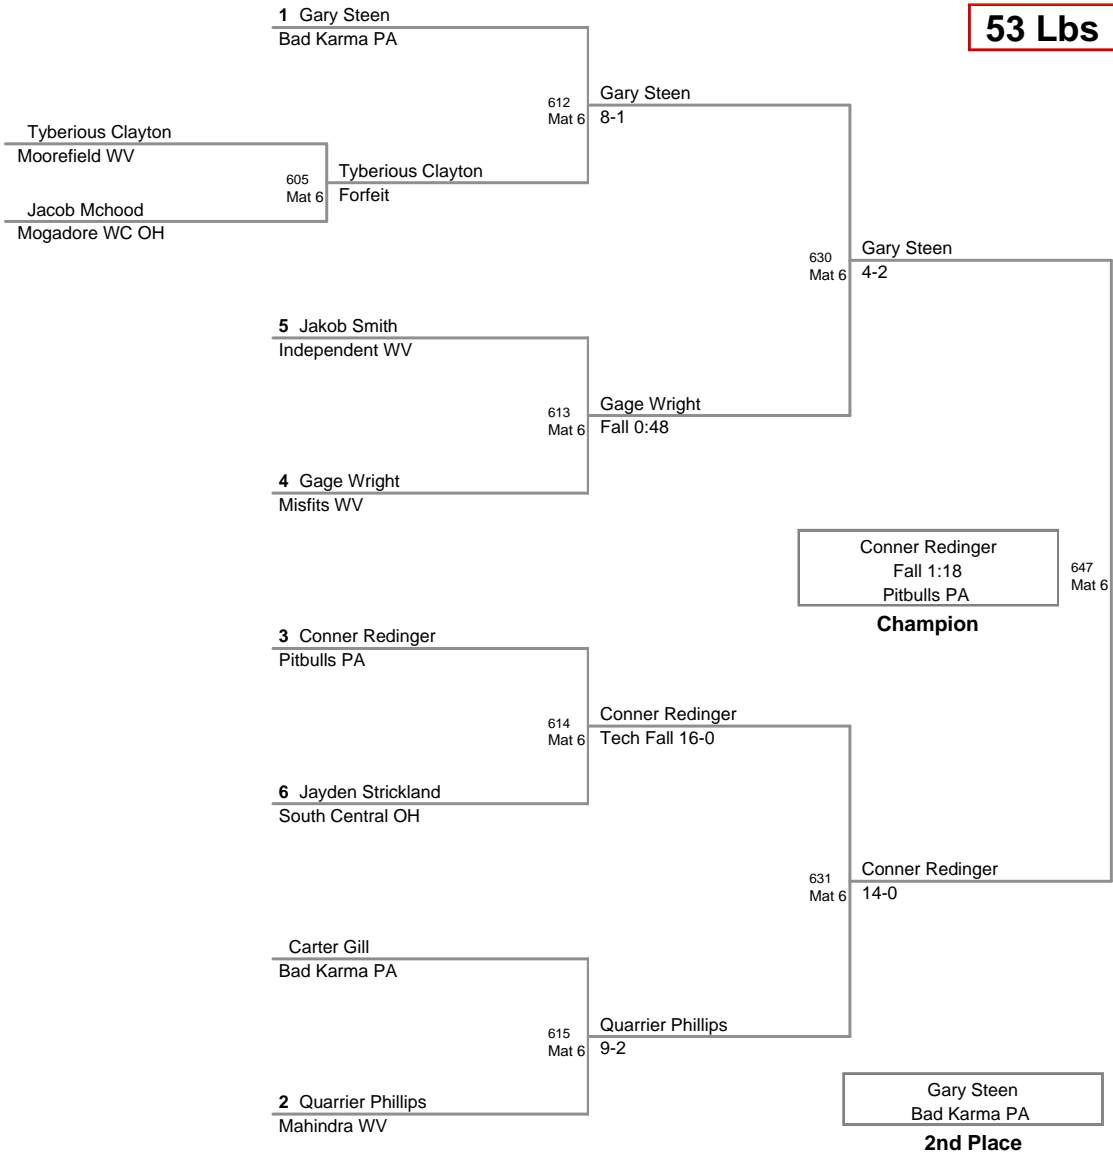 53 Lbs
1 Gary Steen
Bad Karma PA
612
Mat 6
Gary Steen
8-1
Tyberious Clayton
Moorefield WV
605
Mat 6
Tyberious Clayton
Forfeit
Jacob Mchood
Mogadore WC OH
630
Mat 6
Gary Steen
4-2
5 Jakob Smith
Independent WV
613
Mat 6
Gage Wright
Fall 0:48
4 Gage Wright
Misfits WV
Conner Redinger
Fall 1:18
Pitbulls PA
Champion
647
Mat 6
3 Conner Redinger
Pitbulls PA
614
Mat 6
Conner Redinger
Tech Fall 16-0
6 Jayden Strickland
South Central OH
631
Mat 6
Conner Redinger
14-0
Carter Gill
Bad Karma PA
615
Mat 6
Quarrier Phillips
9-2
2 Quarrier Phillips
Mahindra WV
Gary Steen
Bad Karma PA
2nd Place